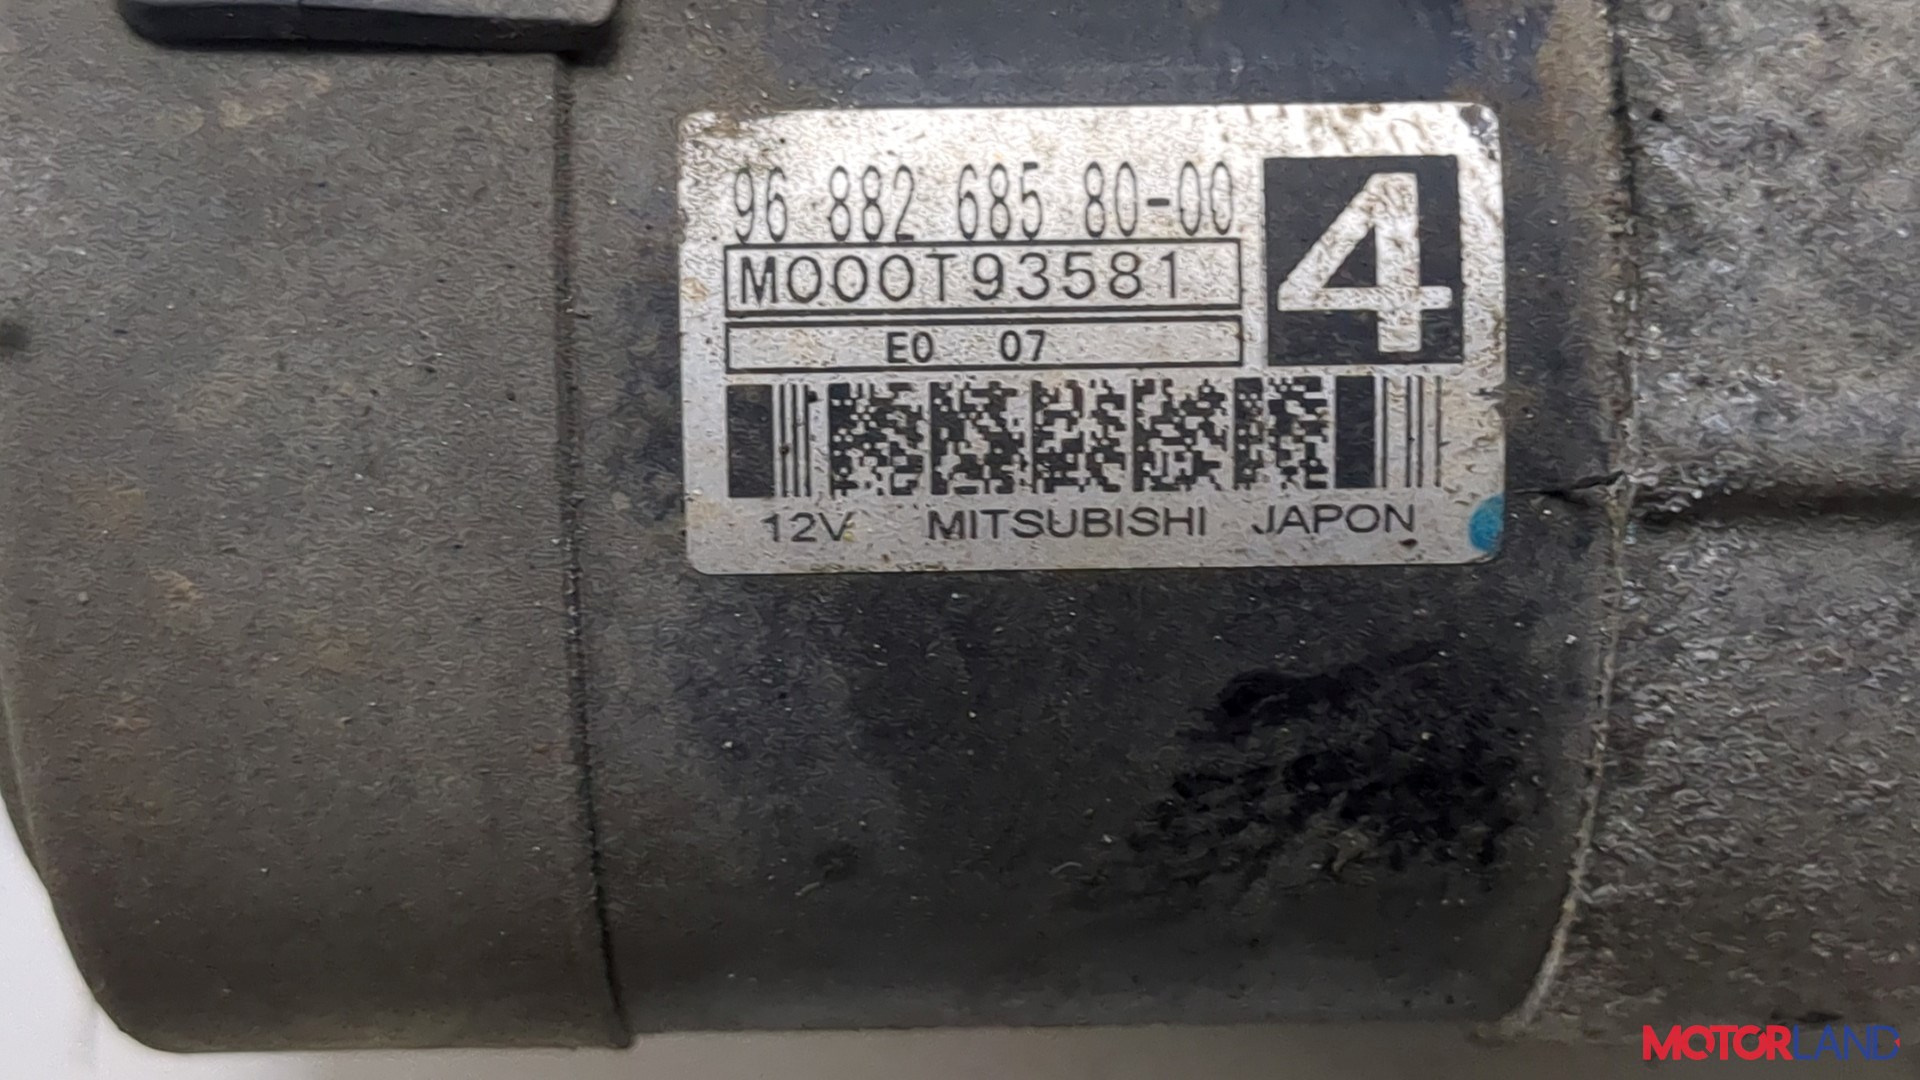 96 882 685 80-00
4
M000T93581
E0 07
12V MITSUBISHI JAPON
MOTORLAND